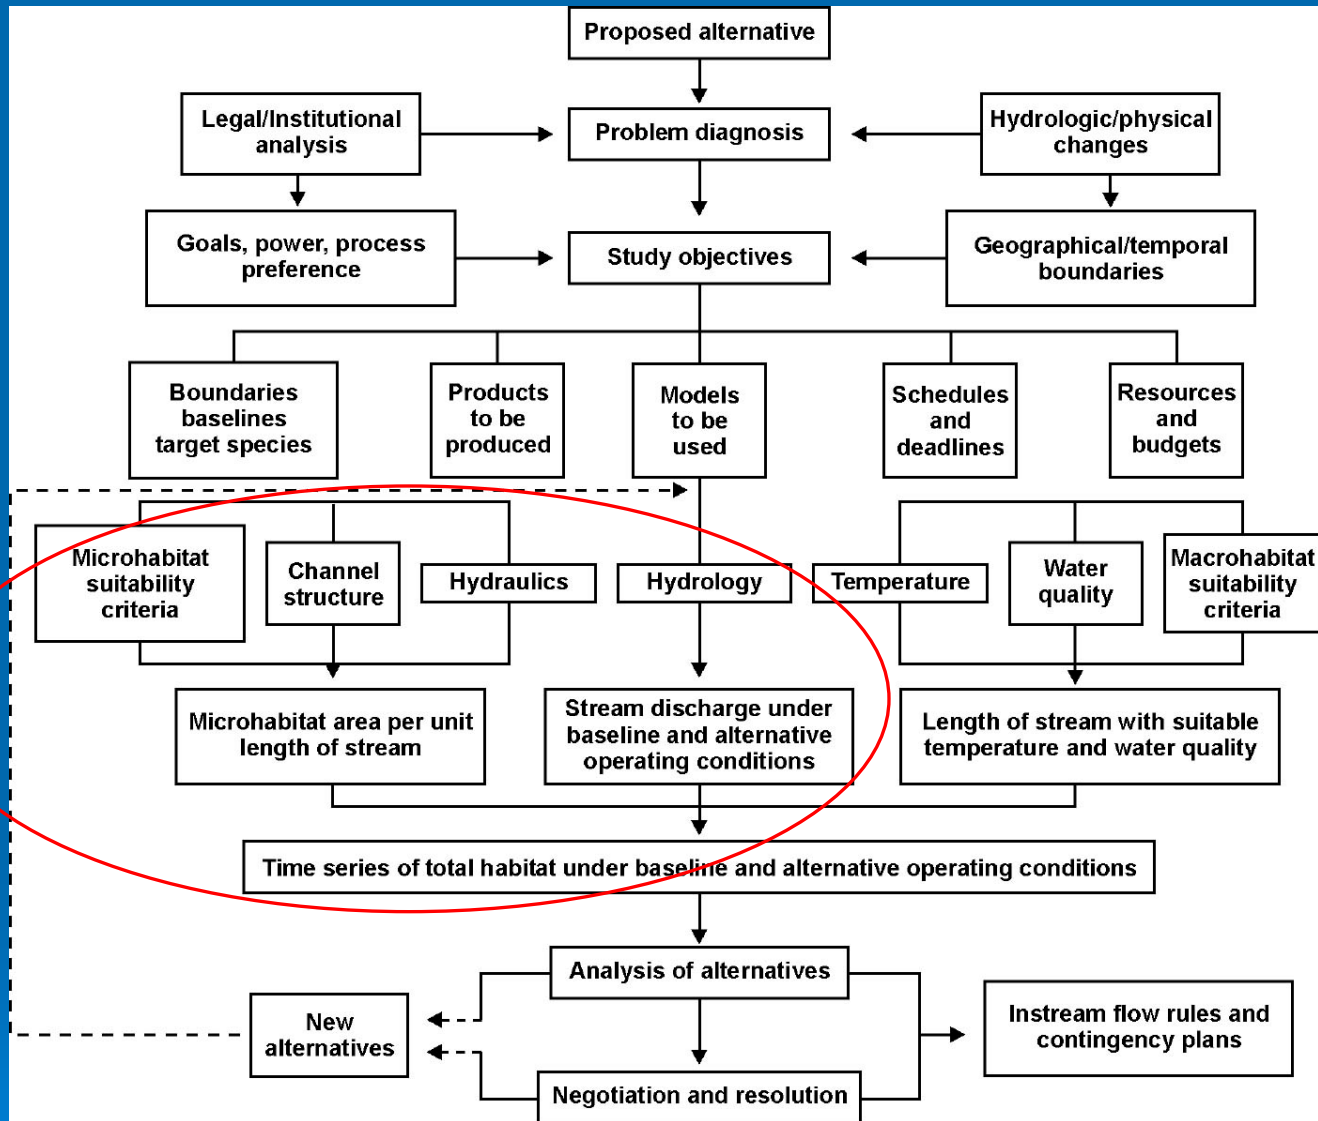 Proposed alternative
Legal/Institutional
analysis
Problem diagnosis
Hydrologic/physical
changes
Goals, power, process
preference
Study objectives
Geographical/temporal
boundaries
Boundaries
baselines
target species
Products
to be
produced
Models
to be
used
Schedules
and
deadlines
Resources
and
budgets
Microhabitat
suitability
criteria
Channel
structure
Hydraulics
Hydrology
Temperature
Water
quality
Macrohabitat
suitability
criteria
Microhabitat area per unit
length of stream
Stream discharge under
baseline and alternative
operating conditions
Length of stream with suitable
temperature and water quality
Time series of total habitat under baseline and alternative operating conditions
Analysis of alternatives
New
alternatives
Instream flow rules and
contingency plans
Negotiation and resolution